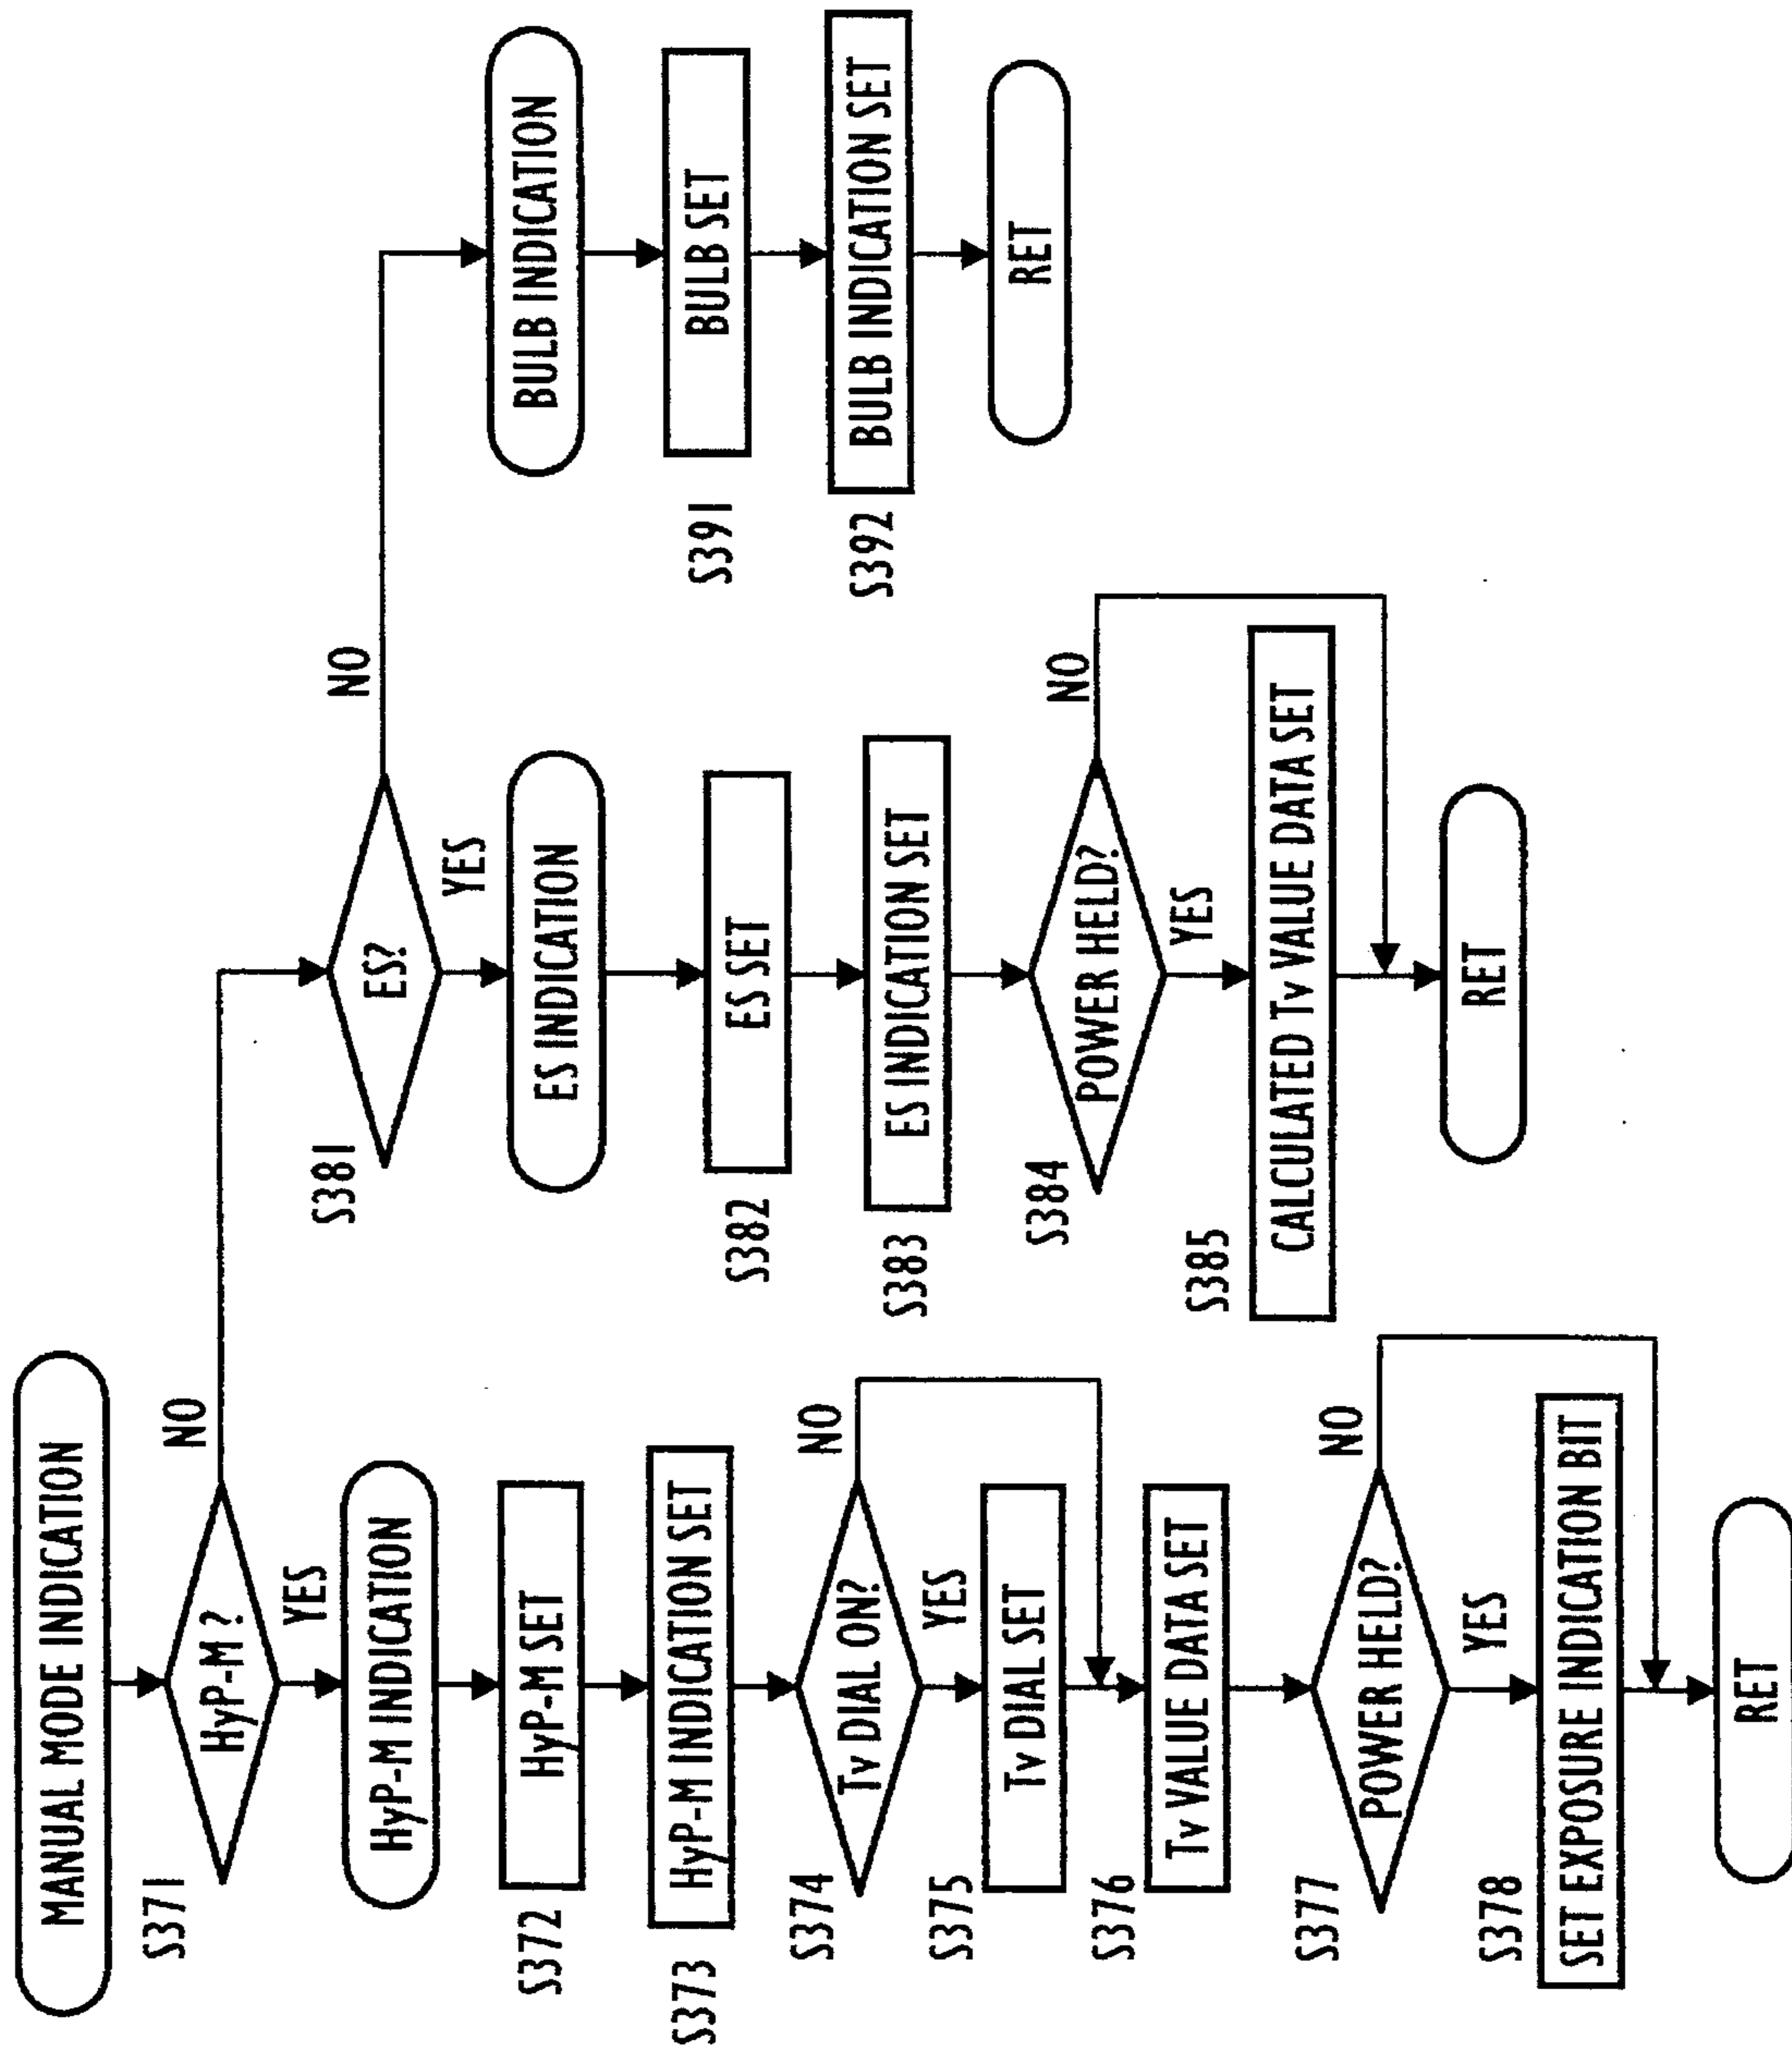 MANUAL MODE INDICATION
S371
HyP-M ?
NO
YES
HyP-M INDICATION
S372
HyP-M SET
S373
HyP-M INDICATION SET
S374
Tv DIAL ON?
NO
YES
S375
Tv DIAL SET
S376
Tv VALUE DATA SET
S377
POWER HELD?
NO
YES
S378
SET EXPOSURE INDICATION BIT
RET
S381
ES?
NO
YES
ES INDICATION
S382
ES SET
S383
ES INDICATION SET
S384
POWER HELD?
NO
YES
S385
CALCULATED Tv VALUE DATA SET
RET
BULB INDICATION
S391
BULB SET
S392
BULB INDICATION SET
RET